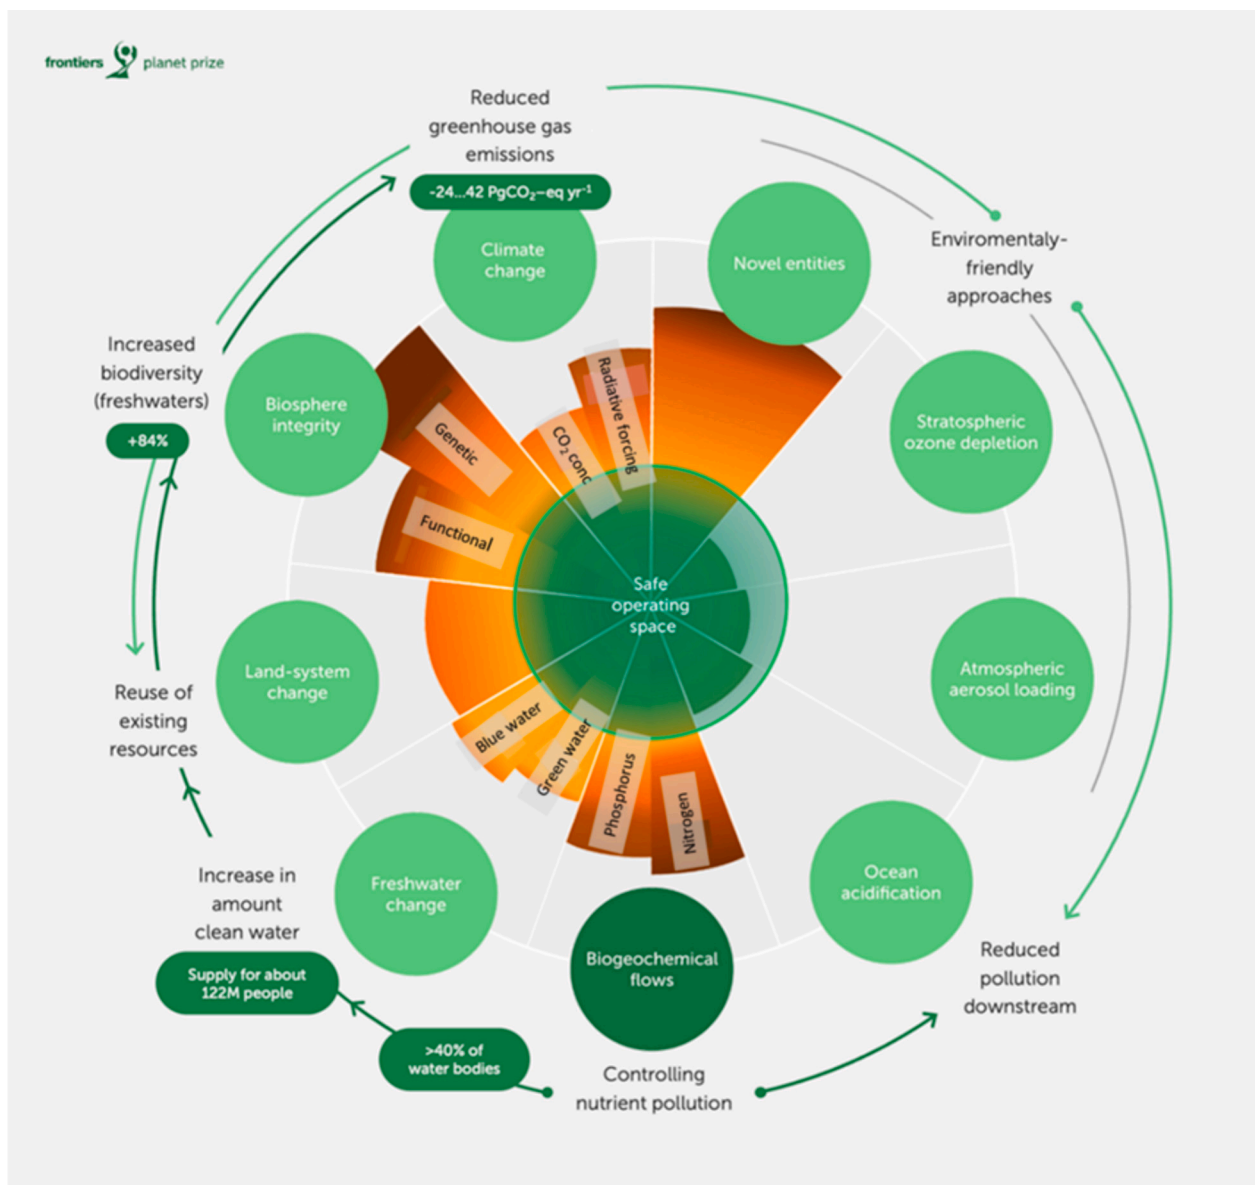 frontiers planet prize
Reduced
greenhouse gas
emissions
-24...42 PgCO₂–eq yr⁻¹
Climate
change
Novel entities
Enviromentaly-
friendly
approaches
Increased
biodiversity
(freshwaters)
+84%
Biosphere
integrity
Genetic
Functional
CO₂ conc
Radiative forcing
Stratospheric
ozone depletion
Safe
operating
space
Land-system
change
Atmospheric
aerosol loading
Reuse of
existing
resources
Blue water
Green water
Phosphorus
Nitrogen
Freshwater
change
Ocean
acidification
Increase in
amount
clean water
Supply for about
122M people
Biogeochemical
flows
Reduced
pollution
downstream
>40% of
water bodies
Controlling
nutrient pollution